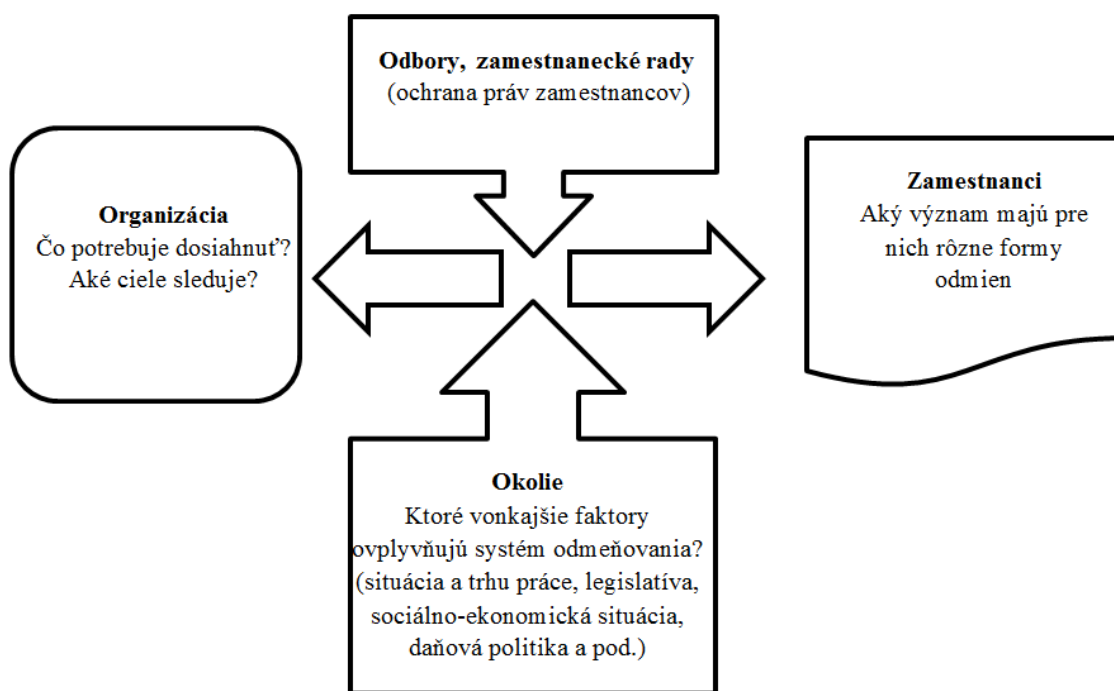 Odbory, zamestnanecké rady
(ochrana práv zamestnancov)
Organizácia
Čo potrebuje dosiahnuť?
Aké ciele sleduje?
Zamestnanci
Aký význam majú pre
nich rôzne formy
odmien
Okolie
Ktoré vonkajšie faktory
ovplyvňujú systém odmeňovania?
(situácia a trhu práce, legislatíva,
sociálno-ekonomická situácia,
daňová politika a pod.)